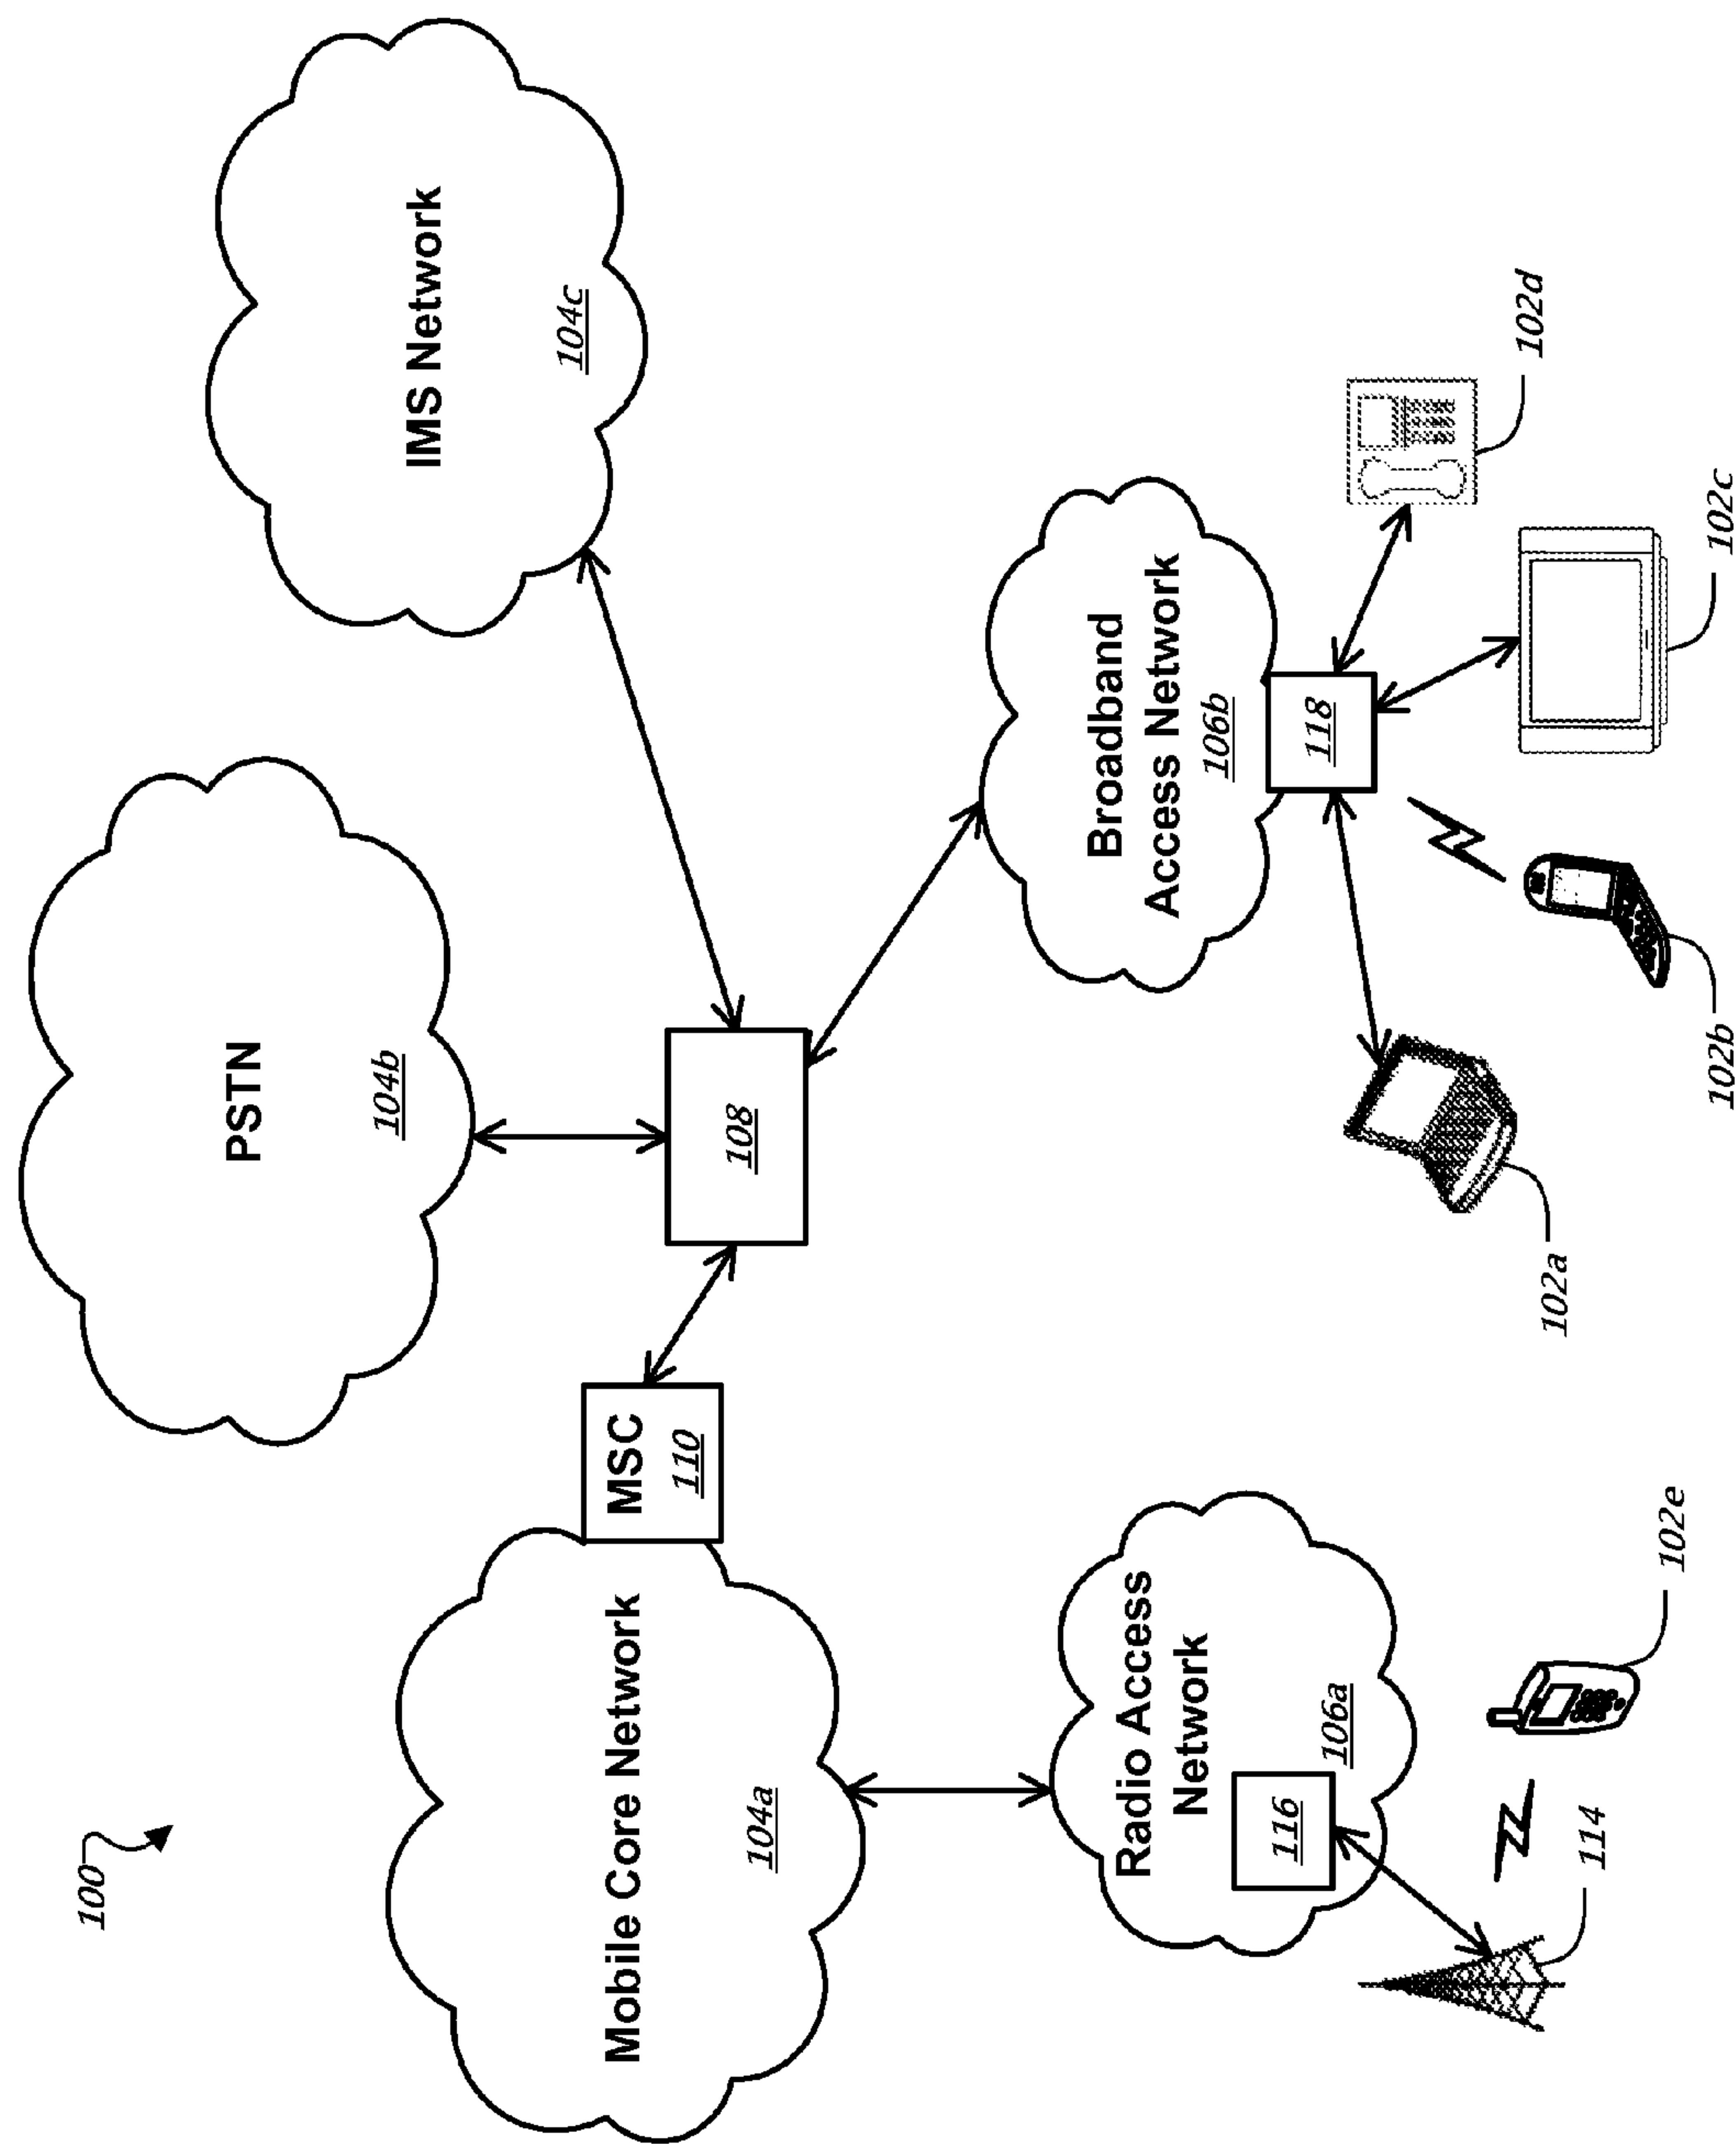 100
PSTN
104b
IMS Network
104c
Mobile Core Network
104a
MSC
110
108
Radio Access
Network
106a
116
Broadband
Access Network
106b
118
114
102e
102a
102b
102c
102d